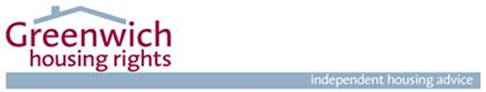 Greenwich
housing rights
independent housing advice